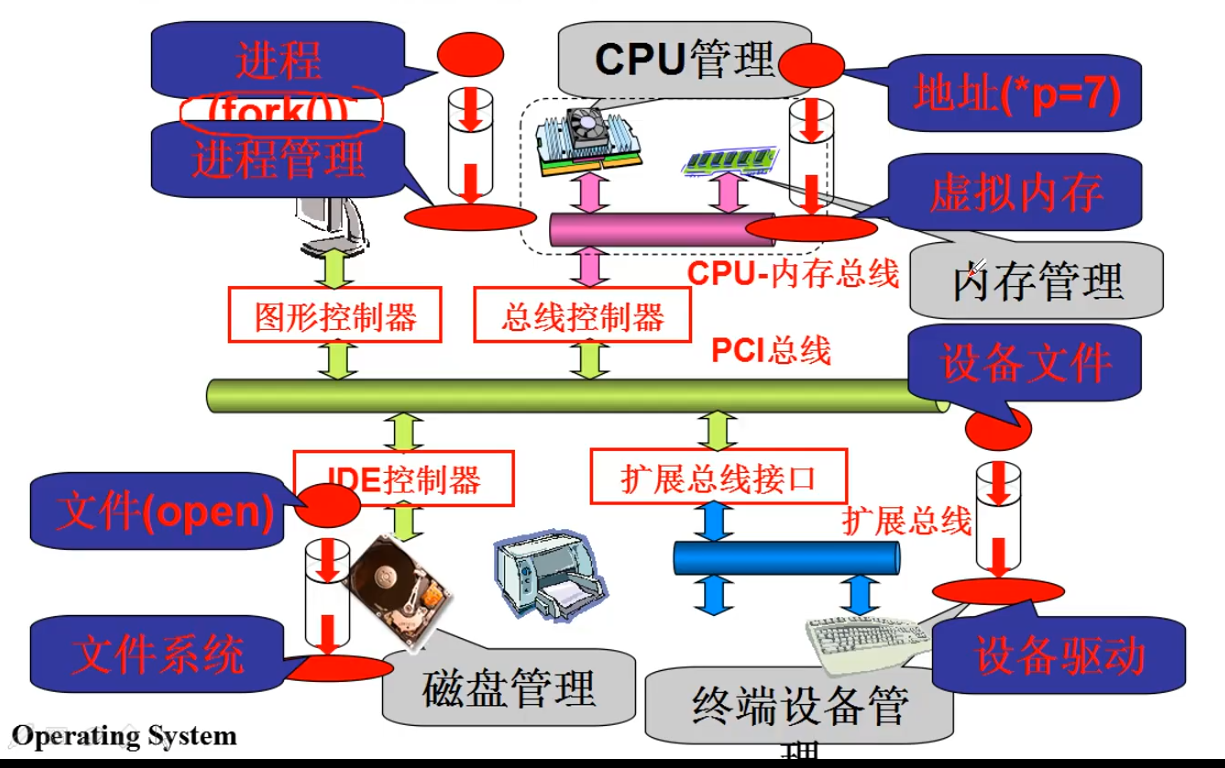 进程
(fork())
进程管理
CPU管理
地址(*p=7)
虚拟内存
CPU-内存总线
内存管理
图形控制器
总线控制器
PCI总线
设备文件
IDE控制器
扩展总线接口
文件(open)
扩展总线
文件系统
磁盘管理
终端设备管
理
设备驱动
Operating System